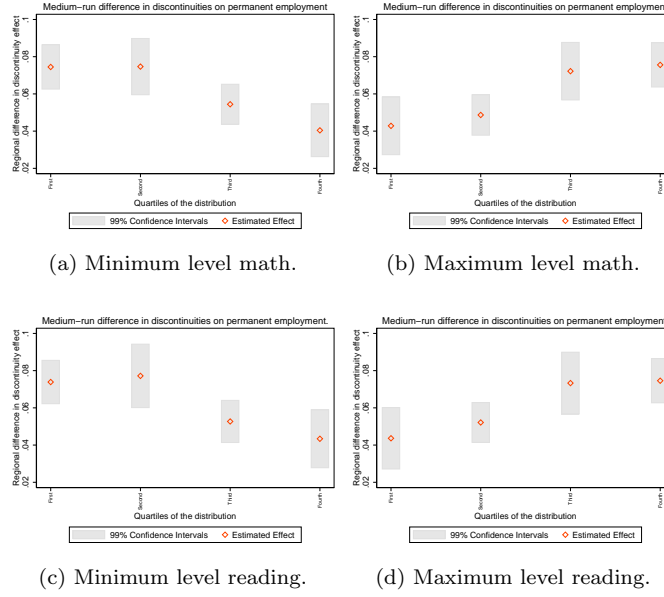 Medium−run difference in discontinuities on permanent employment
Regional difference in discontinuity effect
.02 .04 .06 .08 .1
First Second Third Fourth
Quartiles of the distribution
99% Confidence Intervals Estimated Effect
(a) Minimum level math.
Medium−run difference in discontinuities on permanent employment
Regional difference in discontinuity effect
.02 .04 .06 .08 .1
First Second Third Fourth
Quartiles of the distribution
99% Confidence Intervals Estimated Effect
(b) Maximum level math.
Medium−run difference in discontinuities on permanent employment.
Regional difference in discontinuity effect
.02 .04 .06 .08 .1
First Second Third Fourth
Quartiles of the distribution
99% Confidence Intervals Estimated Effect
(c) Minimum level reading.
Medium−run difference in discontinuities on permanent employment
Regional difference in discontinuity effect
.02 .04 .06 .08 .1
First Second Third Fourth
Quartiles of the distribution
99% Confidence Intervals Estimated Effect
(d) Maximum level reading.